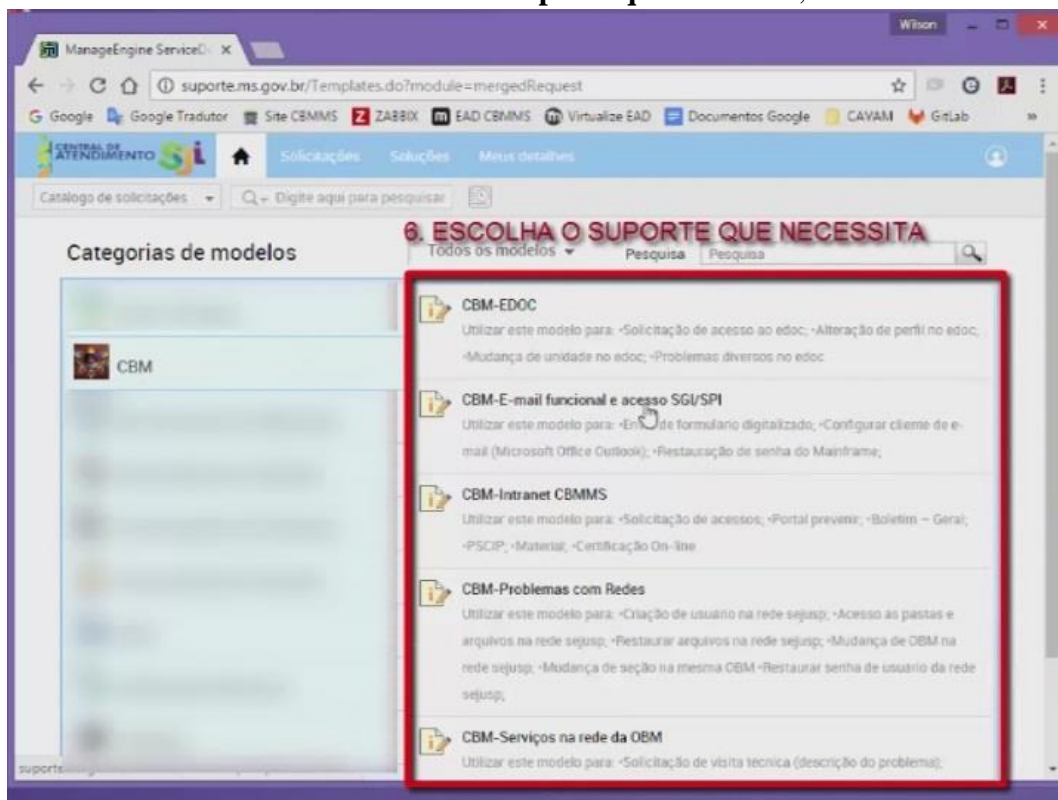 Wilson
ManageEngine ServiceD
suporte.ms.gov.br/Templates.do?module=mergedRequest
Google Google Tradutor Site CBMMS ZABBIX EAD CBMMS Virtualize EAD Documentos Google CAVAM GitLab »
CENTRAL DE
ATENDIMENTO SGI Solicitações Soluções Meus detalhes
Catálogo de solicitações Digite aqui para pesquisar
6. ESCOLHA O SUPORTE QUE NECESSITA
Categorias de modelos Todos os modelos Pesquisa Pesquisa
CBM-EDOC
Utilizar este modelo para: •Solicitação de acesso ao edoc; •Alteração de perfil no edoc;
•Mudança de unidade no edoc; •Problemas diversos no edoc
CBM
CBM-E-mail funcional e acesso SGI/SPI
Utilizar este modelo para: de formulário digitalizado; •Configurar cliente de e-
mail (Microsoft Office Outlook); •Restauração de senha do Mainframe;
CBM-Intranet CBMMS
Utilizar este modelo para: •Solicitação de acessos; •Portal prevenir; •Boletim – Geral;
•PSCIP; •Material; •Certificação On-line
CBM-Problemas com Redes
Utilizar este modelo para: •Criação de usuário na rede sejusp; •Acesso as pastas e
arquivos na rede sejusp; •Restaurar arquivos na rede sejusp; •Mudança de OBM na
rede sejusp; •Mudança de seção na mesma OBM •Restaurar senha de usuário da rede
sejusp;
CBM-Serviços na rede da OBM
Utilizar este modelo para: •Solicitação de visita técnica (descrição do problema);
suporte